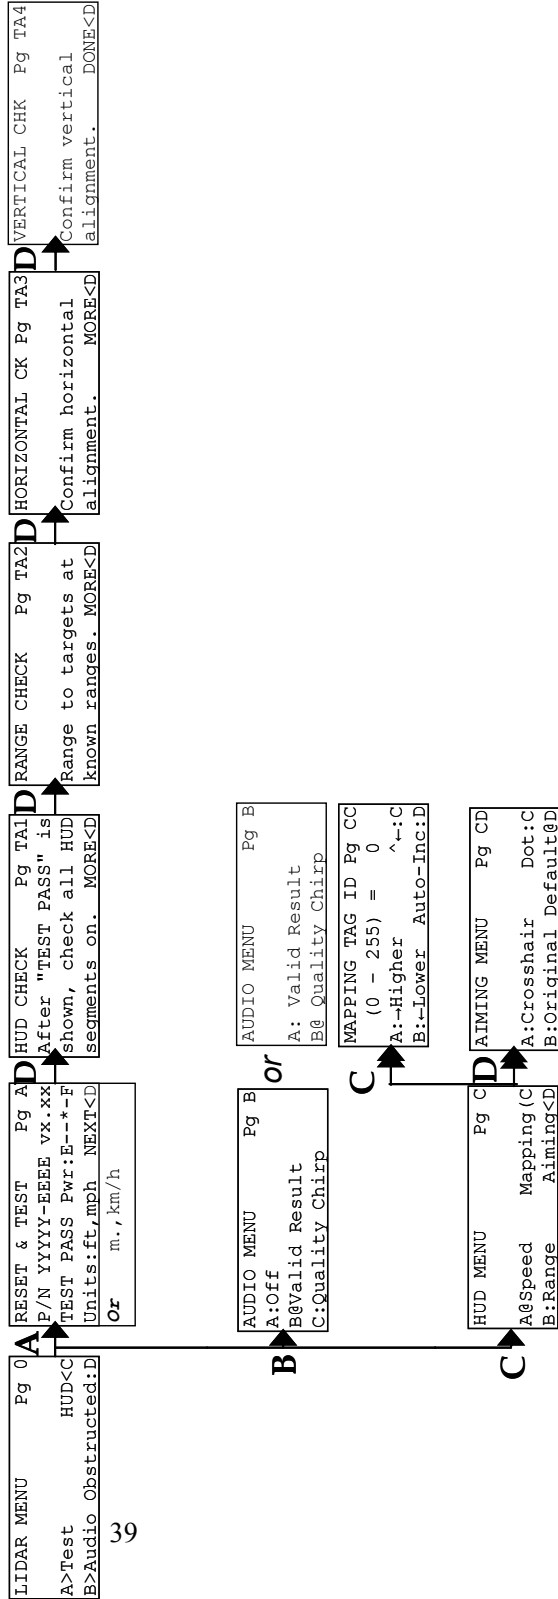 LIDAR MENU Pg 0
A>Test HUD<C
B>Audio Obstructed:D
A
RESET & TEST Pg A
P/N YYYYY-EEEE vx.xx
TEST PASS Pwr:E--*-F
Units:ft,mph NEXT<D
or m.,km/h
D
HUD CHECK Pg TA1
After "TEST PASS" is
shown, check all HUD
segments on. MORE<D
D
RANGE CHECK Pg TA2
Range to targets at
known ranges. MORE<D
D
HORIZONTAL CK Pg TA3
Confirm horizontal
alignment. MORE<D
D
VERTICAL CHK Pg TA4
Confirm vertical
alignment. DONE<D
B
AUDIO MENU Pg B
A:Off
B@Valid Result
C:Quality Chirp
or
AUDIO MENU Pg B
A: Valid Result
B@ Quality Chirp
C
HUD MENU Pg C
A@Speed Mapping(C
B:Range Aiming<D
C
MAPPING TAG ID Pg CC
(0 - 255) = 0
A:→Higher ^←:C
B:←Lower Auto-Inc:D
D
AIMING MENU Pg CD
A:Crosshair Dot:C
B:Original Default@D
39